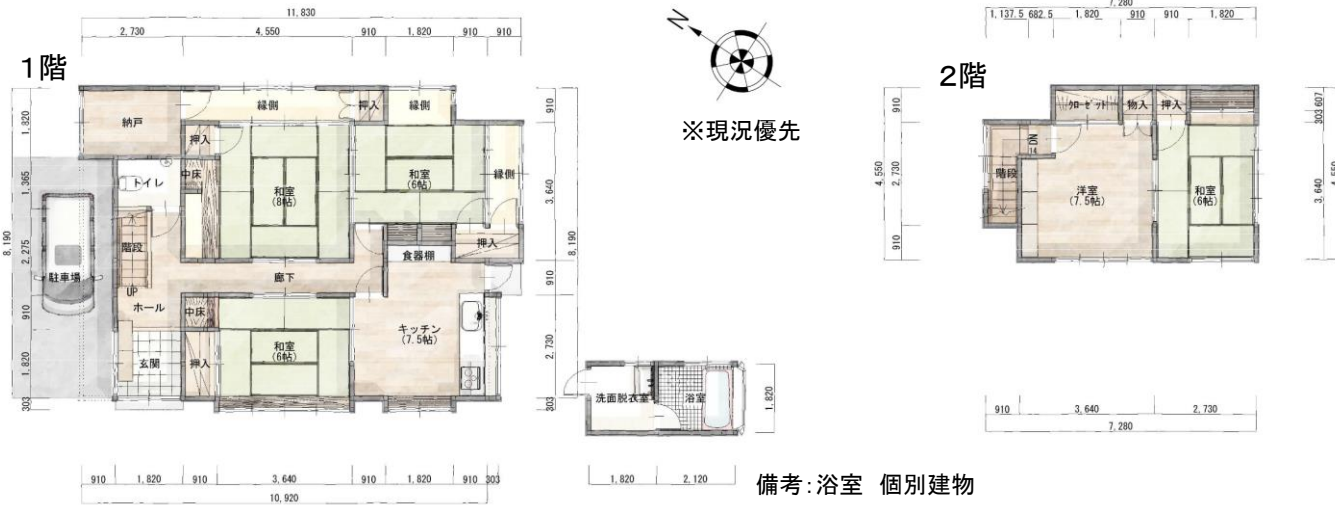 11,830
2,730 4,550 910 1,820 910 910
1階
納戸
縁側
押入
縁側
押入
中床
トイレ
和室
(8帖)
和室
(6帖)
縁側
押入
食器棚
階段
UP
廊下
ホール
駐車場
中床
押入
玄関
和室
(6帖)
キッチン
(7.5帖)
1,820
1,365
2,275
910
1,820
303
8,190
910
3,640
910
2,730
303
8,190
910 1,820 910 3,640 910 1,820 910 303
10,920
N
※現況優先
洗面脱衣室
浴室
1,820
1,820 2,120
備考:浴室 個別建物
7,280
1,137.5 682.5 1,820 910 910 1,820
2階
クローゼット
物入
押入
DN
階段
洋室
(7.5帖)
和室
(6帖)
910
2,730
910
4,550
303 607
3,640
4,550
910 3,640 2,730
7,280